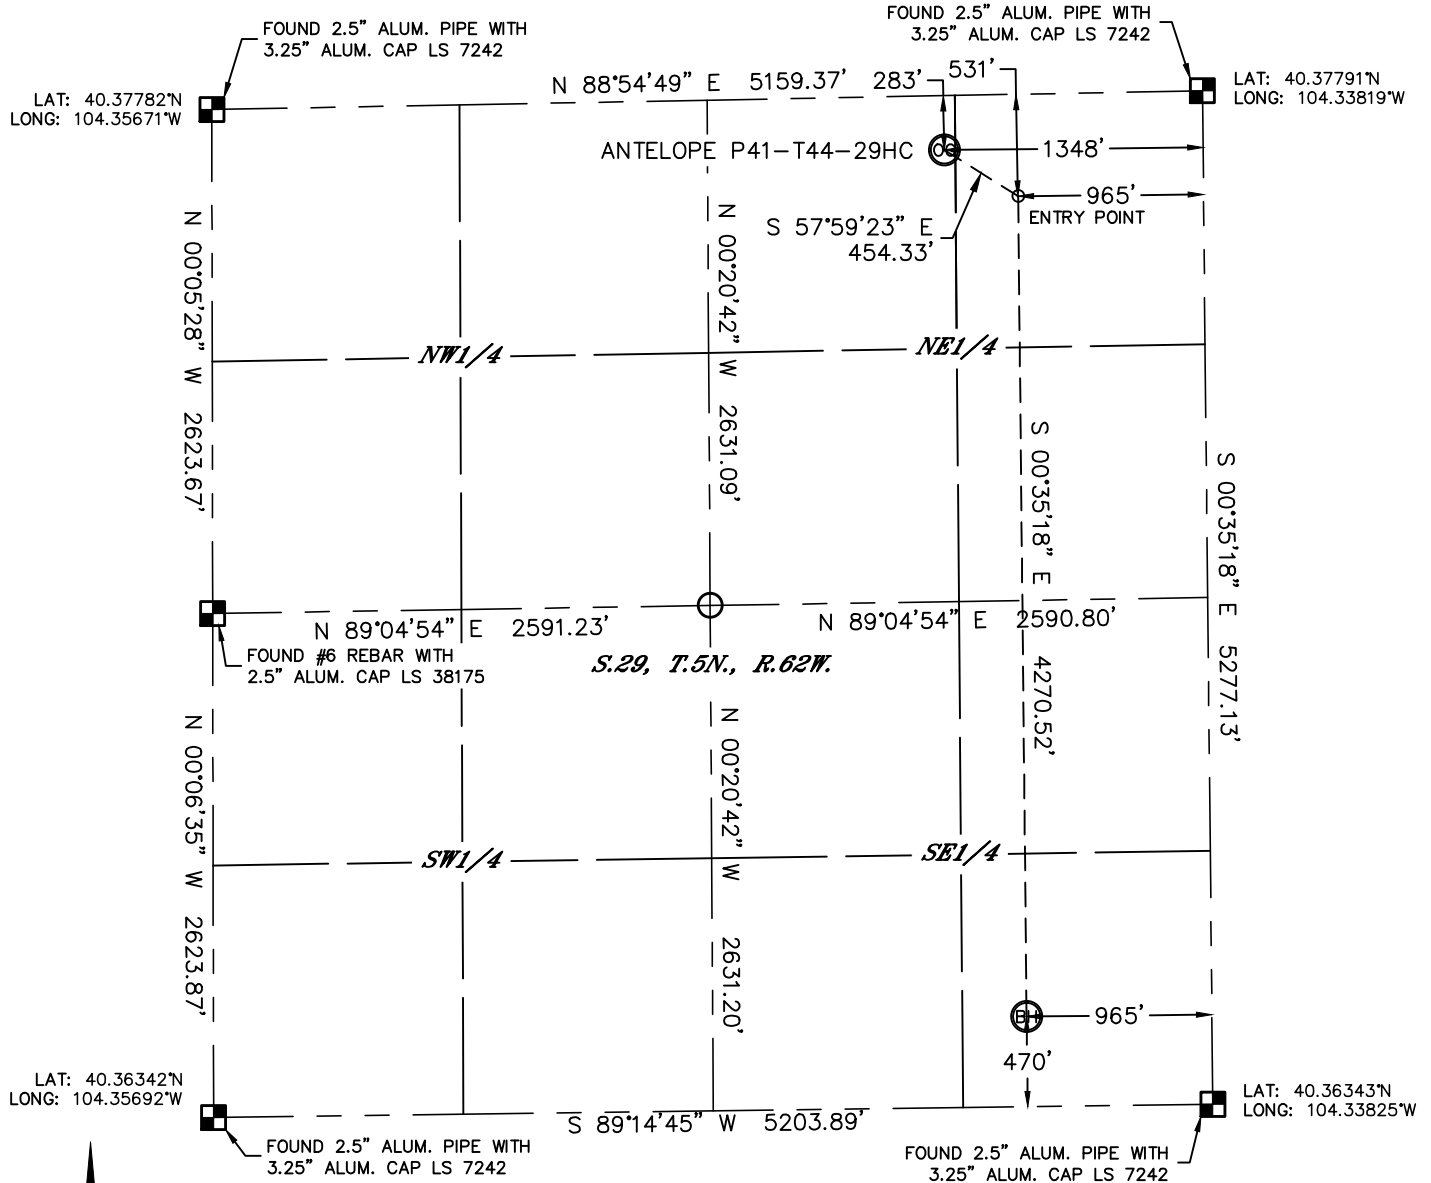 FOUND 2.5" ALUM. PIPE WITH
3.25" ALUM. CAP LS 7242
FOUND 2.5" ALUM. PIPE WITH
3.25" ALUM. CAP LS 7242
LAT: 40.37782°N
LONG: 104.35671°W
N 88°54'49" E 5159.37'
283'
531'
LAT: 40.37791°N
LONG: 104.33819°W
ANTELOPE P41-T44-29HC
OG
1348'
965'
ENTRY POINT
S 57°59'23" E
454.33'
N 00°05'28" W 2623.67'
N 00°20'42" W 2631.09'
NW1/4
NE1/4
S 00°35'18" E 4270.52'
S 00°35'18" E 5277.13'
N 89°04'54" E 2591.23'
N 89°04'54" E 2590.80'
FOUND #6 REBAR WITH
2.5" ALUM. CAP LS 38175
S.29, T.5N., R.62W.
N 00°06'35" W 2623.87'
N 00°20'42" W 2631.20'
SW1/4
SE1/4
BH
965'
470'
LAT: 40.36342°N
LONG: 104.35692°W
S 89°14'45" W 5203.89'
LAT: 40.36343°N
LONG: 104.33825°W
FOUND 2.5" ALUM. PIPE WITH
3.25" ALUM. CAP LS 7242
FOUND 2.5" ALUM. PIPE WITH
3.25" ALUM. CAP LS 7242